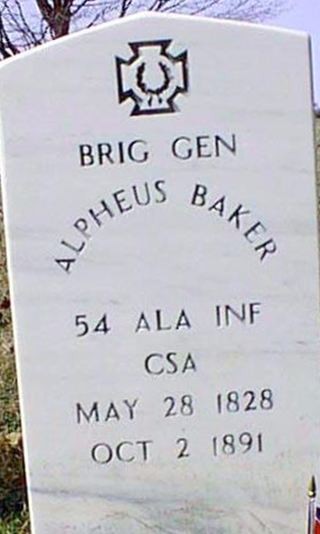 BRIG GEN
ALPHEUS BAKER
54 ALA INF
CSA
MAY 28 1828
OCT 2 1891